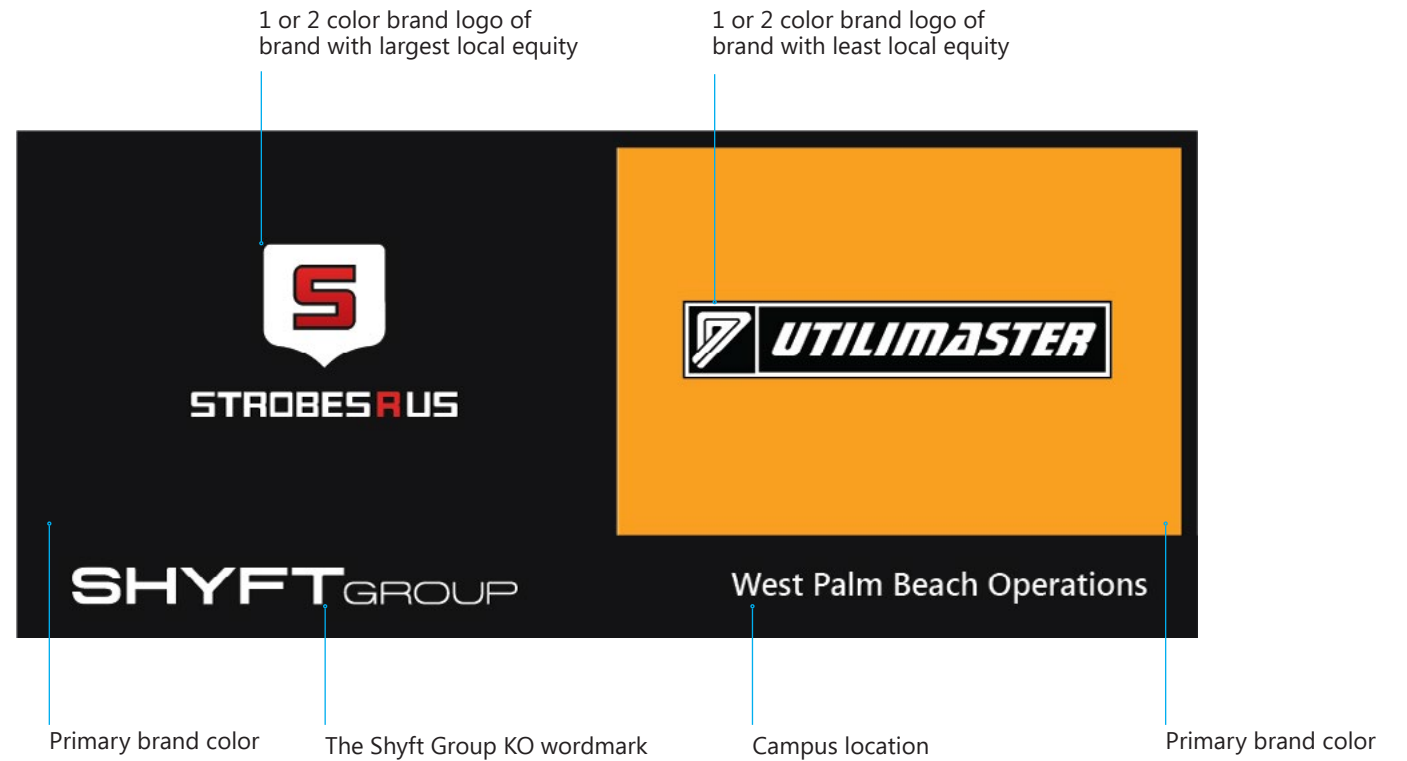 1 or 2 color brand logo of
brand with largest local equity
1 or 2 color brand logo of
brand with least local equity
S
STROBESRUS
UTILIMASTER
SHYFTGROUP
West Palm Beach Operations
Primary brand color
The Shyft Group KO wordmark
Campus location
Primary brand color